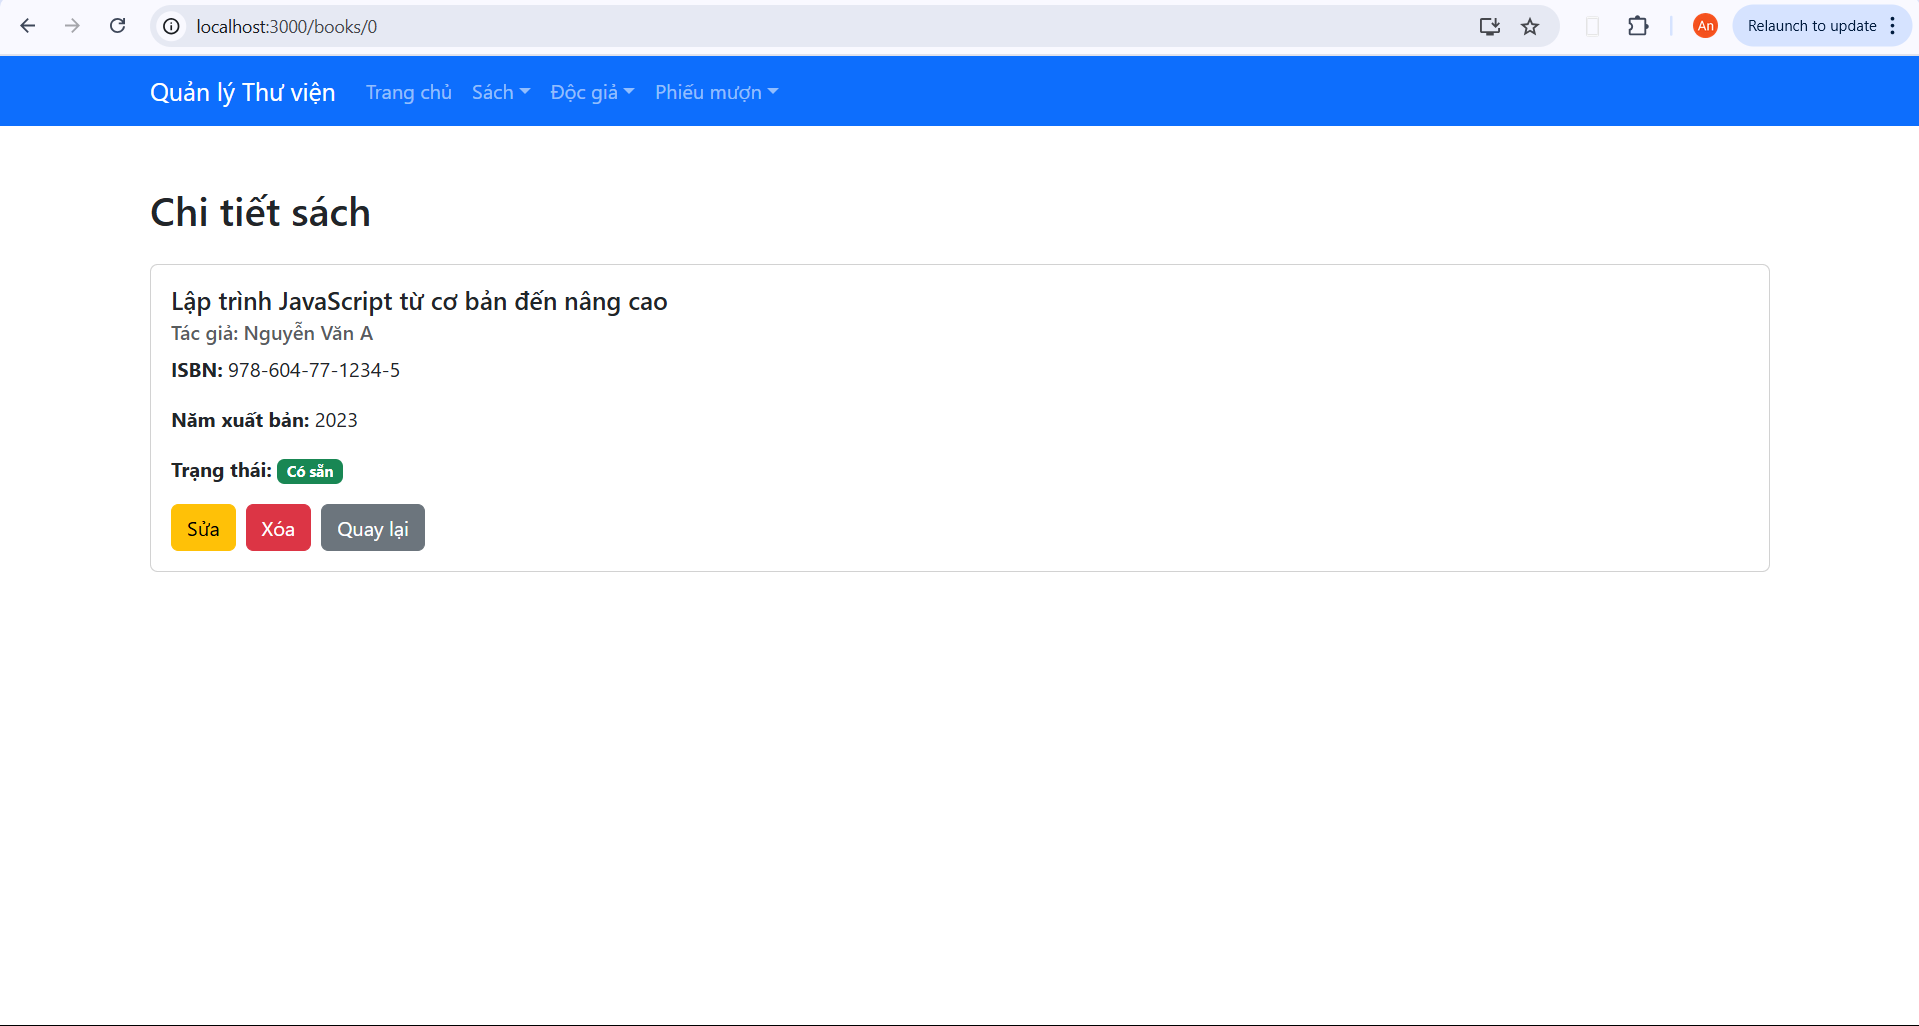 localhost:3000/books/0
An
Relaunch to update
Quản lý Thư viện Trang chủ Sách Độc giả Phiếu mượn
Chi tiết sách
Lập trình JavaScript từ cơ bản đến nâng cao
Tác giả: Nguyễn Văn A
ISBN: 978-604-77-1234-5
Năm xuất bản: 2023
Trạng thái: Có sẵn
Sửa Xóa Quay lại